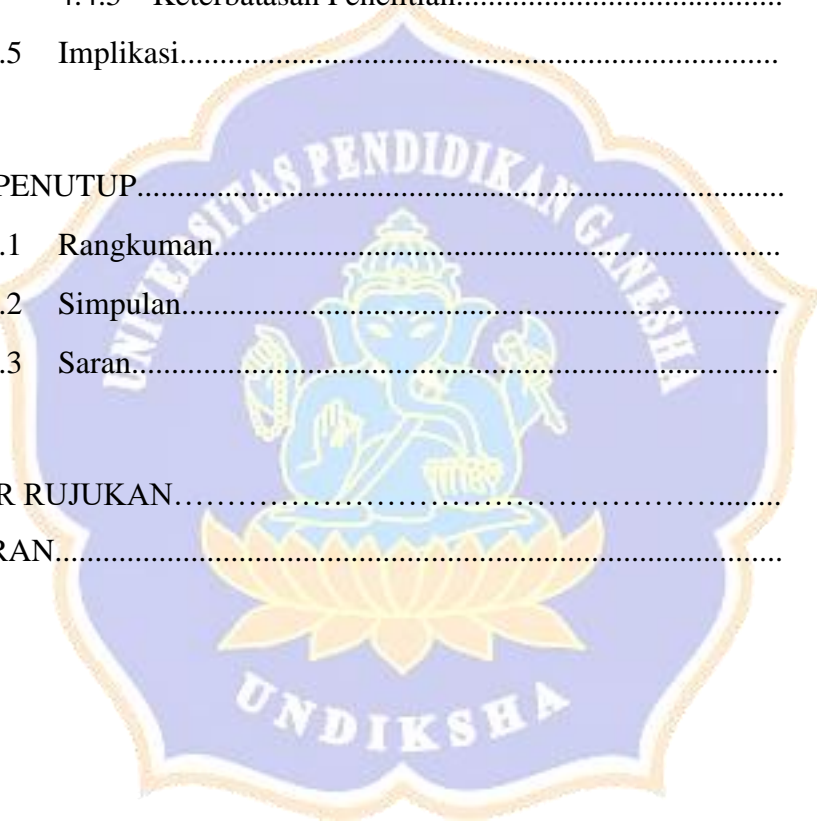 4.4.3 Keterbatasan Penelitian..........................................
.5 Implikasi...........................................................................
PENUTUP.................................................................................
.1 Rangkuman.......................................................................
.2 Simpulan...........................................................................
.3 Saran.................................................................................
R RUJUKAN……………………………………………………........
RAN...........................................................................................
UNIVERSITAS PENDIDIKAN GANESHA
UNDIKSHA